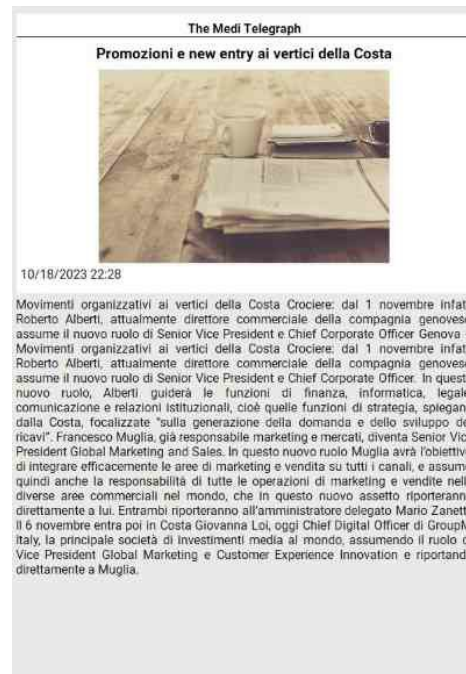 The Medi Telegraph
Promozioni e new entry ai vertici della Costa
10/18/2023 22:28
Movimenti organizzativi ai vertici della Costa Crociere: dal 1 novembre infat
Roberto Alberti, attualmente direttore commerciale della compagnia genoves
assume il nuovo ruolo di Senior Vice President e Chief Corporate Officer Genova
Movimenti organizzativi ai vertici della Costa Crociere: dal 1 novembre infat
Roberto Alberti, attualmente direttore commerciale della compagnia genoves
assume il nuovo ruolo di Senior Vice President e Chief Corporate Officer. In quest
nuovo ruolo, Alberti guiderà le funzioni di finanza, informatica, legale
comunicazione e relazioni istituzionali, cioè quelle funzioni di strategia, spiegan
dalla Costa, focalizzate "sulla generazione della domanda e dello sviluppo de
ricavi". Francesco Muglia, già responsabile marketing e mercati, diventa Senior Vic
President Global Marketing and Sales. In questo nuovo ruolo Muglia avrà l'obiettiv
di integrare efficacemente le aree di marketing e vendita su tutti i canali, e assum
quindi anche la responsabilità di tutte le operazioni di marketing e vendite nell
diverse aree commerciali nel mondo, che in questo nuovo assetto riporterann
direttamente a lui. Entrambi riporteranno all'amministratore delegato Mario Zanett
Il 6 novembre entra poi in Costa Giovanna Loi, oggi Chief Digital Officer di GroupM
Italy, la principale società di investimenti media al mondo, assumendo il ruolo d
Vice President Global Marketing e Customer Experience Innovation e riportand
direttamente a Muglia.